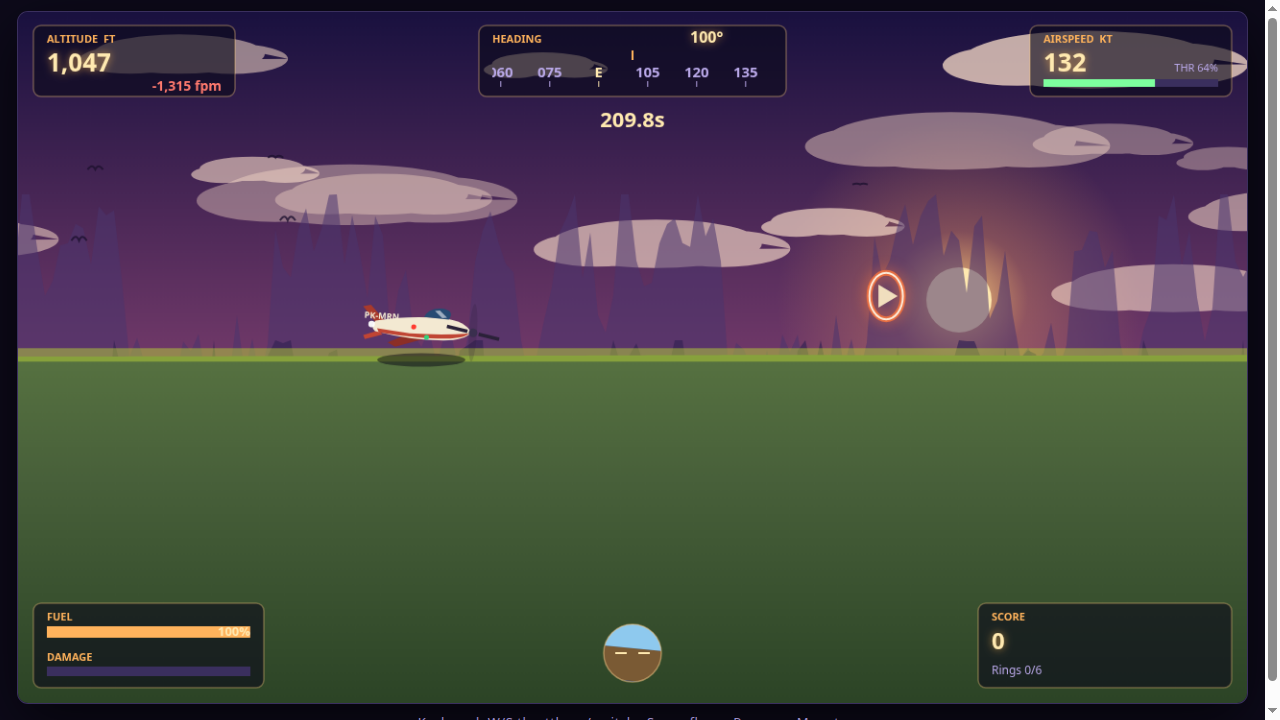 ALTITUDE FT
1,047
-1,315 fpm
HEADING
100°
060 075 E 105 120 135
AIRSPEED KT
132
THR 64%
209.8s
PK-MRN
FUEL
100%
DAMAGE
SCORE
0
Rings 0/6